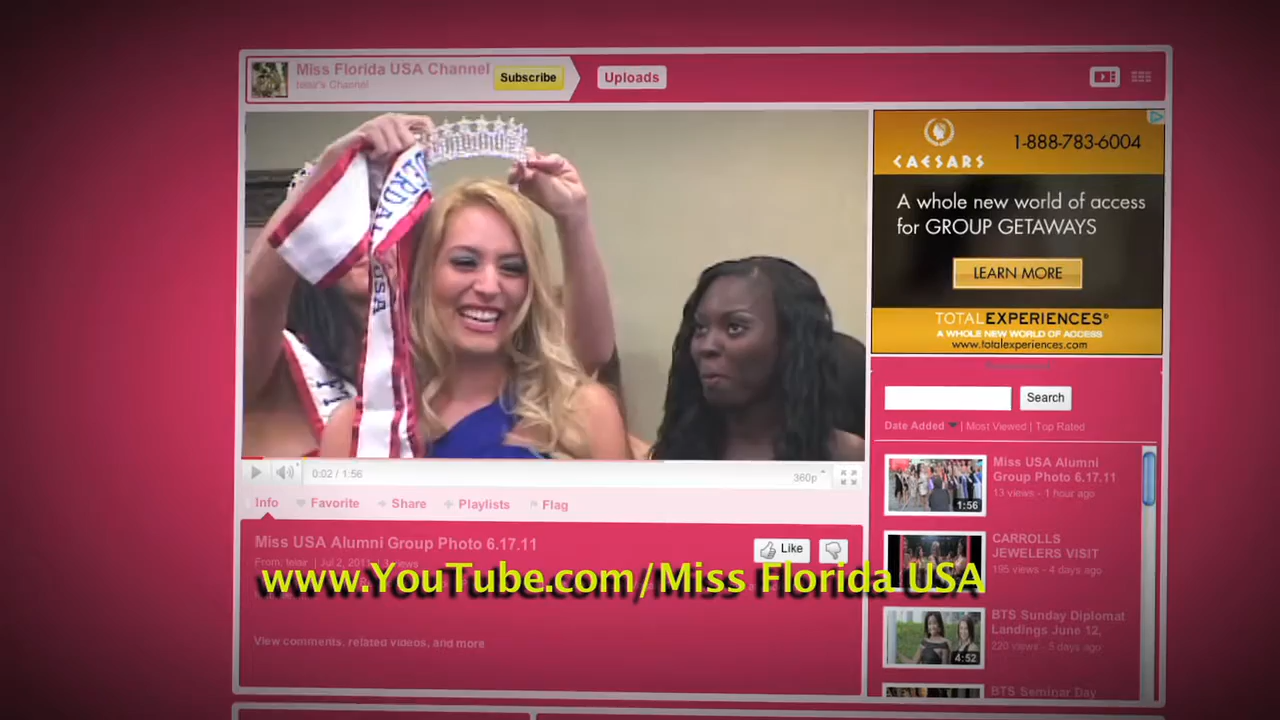 Miss Florida USA Channel
telair's Channel
Subscribe
Uploads
ERDAL
USA
FT
0:02 / 1:56
360p
Info
Favorite
Share
Playlists
Flag
Miss USA Alumni Group Photo 6.17.11
Like
www.YouTube.com/Miss Florida USA
View comments, related videos, and more
CAESARS
1-888-783-6004
A whole new world of access
for GROUP GETAWAYS
LEARN MORE
TOTAL EXPERIENCES®
A WHOLE NEW WORLD OF ACCESS
www.totalexperiences.com
Search
Date Added | Most Viewed | Top Rated
Miss USA Alumni
Group Photo 6.17.11
13 views - 1 hour ago
1:56
CARROLLS
JEWELERS VISIT
195 views - 4 days ago
BTS Sunday Diplomat
Landings June 12,
220 views - 5 days ago
4:52
BTS Seminar Day